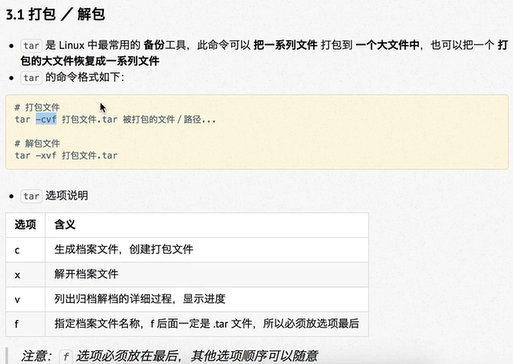 3.1 打包 / 解包
• tar 是 Linux 中最常用的 备份工具，此命令可以 把一系列文件 打包到 一个大文件中，也可以把一个 打
包的大文件恢复成一系列文件
• tar 的命令格式如下：
# 打包文件
tar -cvf 打包文件.tar 被打包的文件／路径...
# 解包文件
tar -xvf 打包文件.tar
• tar 选项说明
选项 含义
c 生成档案文件，创建打包文件
x 解开档案文件
v 列出归档解档的详细过程，显示进度
f 指定档案文件名称，f 后面一定是 .tar 文件，所以必须放选项最后
注意：f 选项必须放在最后，其他选项顺序可以随意